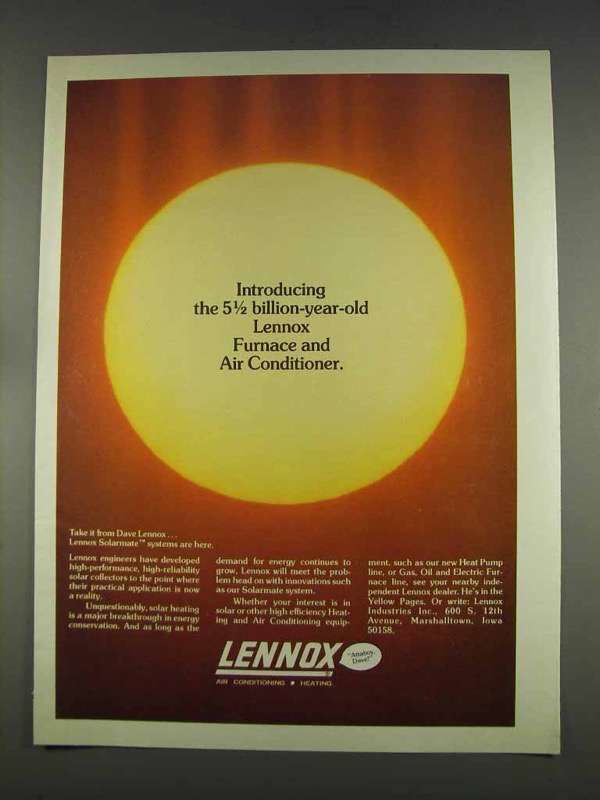 Introducing
the 5½ billion-year-old
Lennox
Furnace and
Air Conditioner.
Take it from Dave Lennox...
Lennox Solarmate™ systems are here.
Lennox engineers have developed
high-performance, high-reliability
solar collectors to the point where
their practical application is now
a reality.
Unquestionably, solar heating
is a major breakthrough in energy
conservation. And as long as the
demand for energy continues to
grow, Lennox will meet the prob-
lem head on with innovations such
as our Solarmate system.
Whether your interest is in
solar or other high efficiency Heat-
ing and Air Conditioning equip-
ment, such as our new Heat Pump
line, or Gas, Oil and Electric Fur-
nace line, see your nearby inde-
pendent Lennox dealer. He's in the
Yellow Pages. Or write: Lennox
Industries Inc., 600 S. 12th
Avenue, Marshalltown, Iowa
50158.
LENNOX®
"Attaboy,
Dave!"
AIR CONDITIONING • HEATING